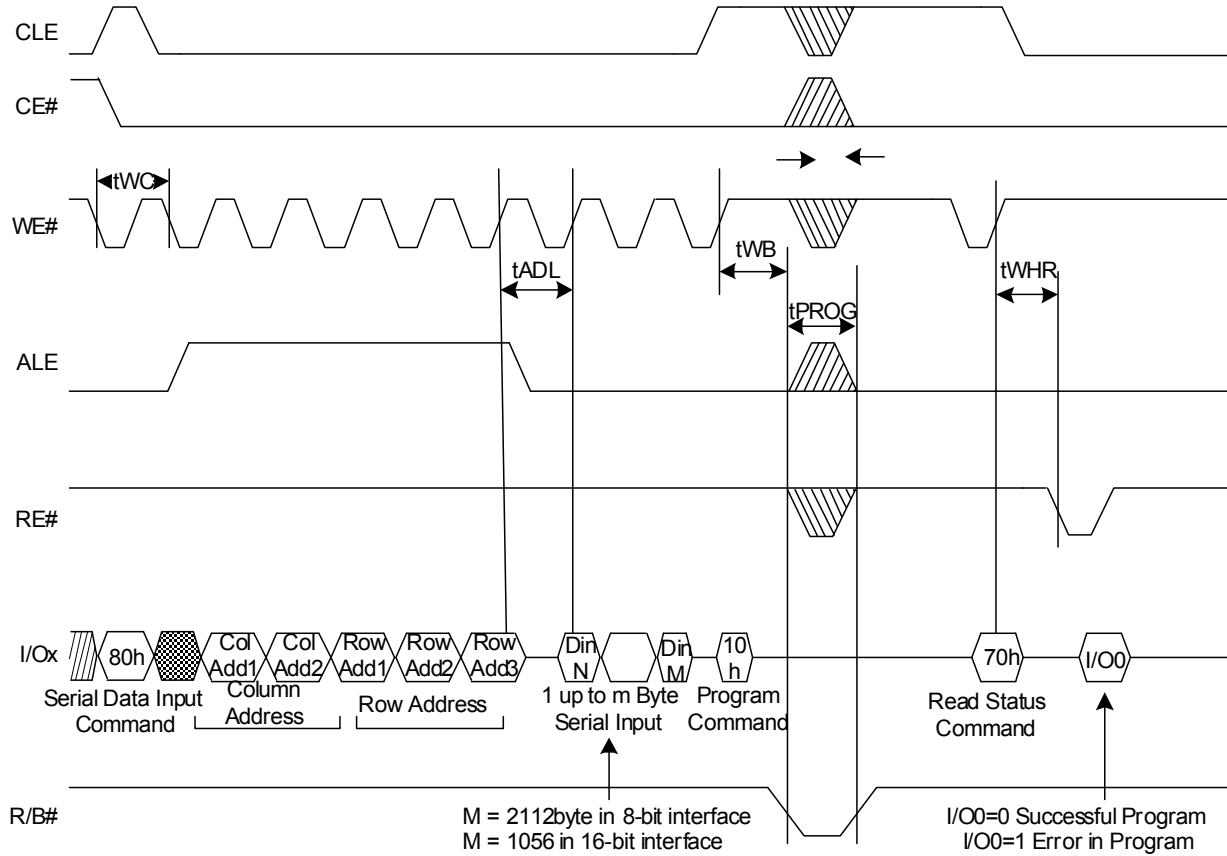 CLE
CE#
tWC
WE#
tADL
tWB
tWHR
tPROG
ALE
RE#
I/Ox
80h
Col
Add1
Col
Add2
Row
Add1
Row
Add2
Row
Add3
Din
N
Din
M
10
h
70h
I/O0
Serial Data Input
Command
Column
Address
Row Address
1 up to m Byte
Serial Input
Program
Command
Read Status
Command
R/B#
M = 2112byte in 8-bit interface
M = 1056 in 16-bit interface
I/O0=0 Successful Program
I/O0=1 Error in Program